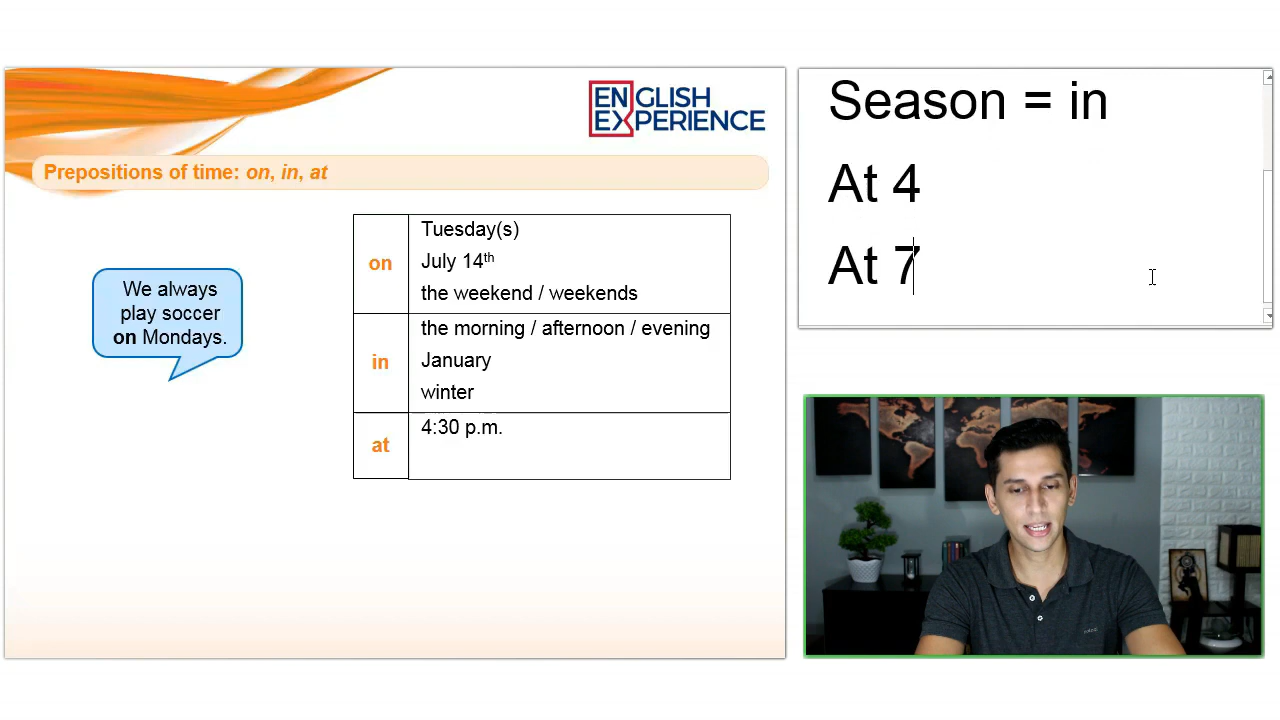 ENGLISH
EXPERIENCE
Prepositions of time: on, in, at
We always
play soccer
on Mondays.
on
Tuesday(s)
July 14th
the weekend / weekends
in
the morning / afternoon / evening
January
winter
at
4:30 p.m.
Season = in
At 4
At 7